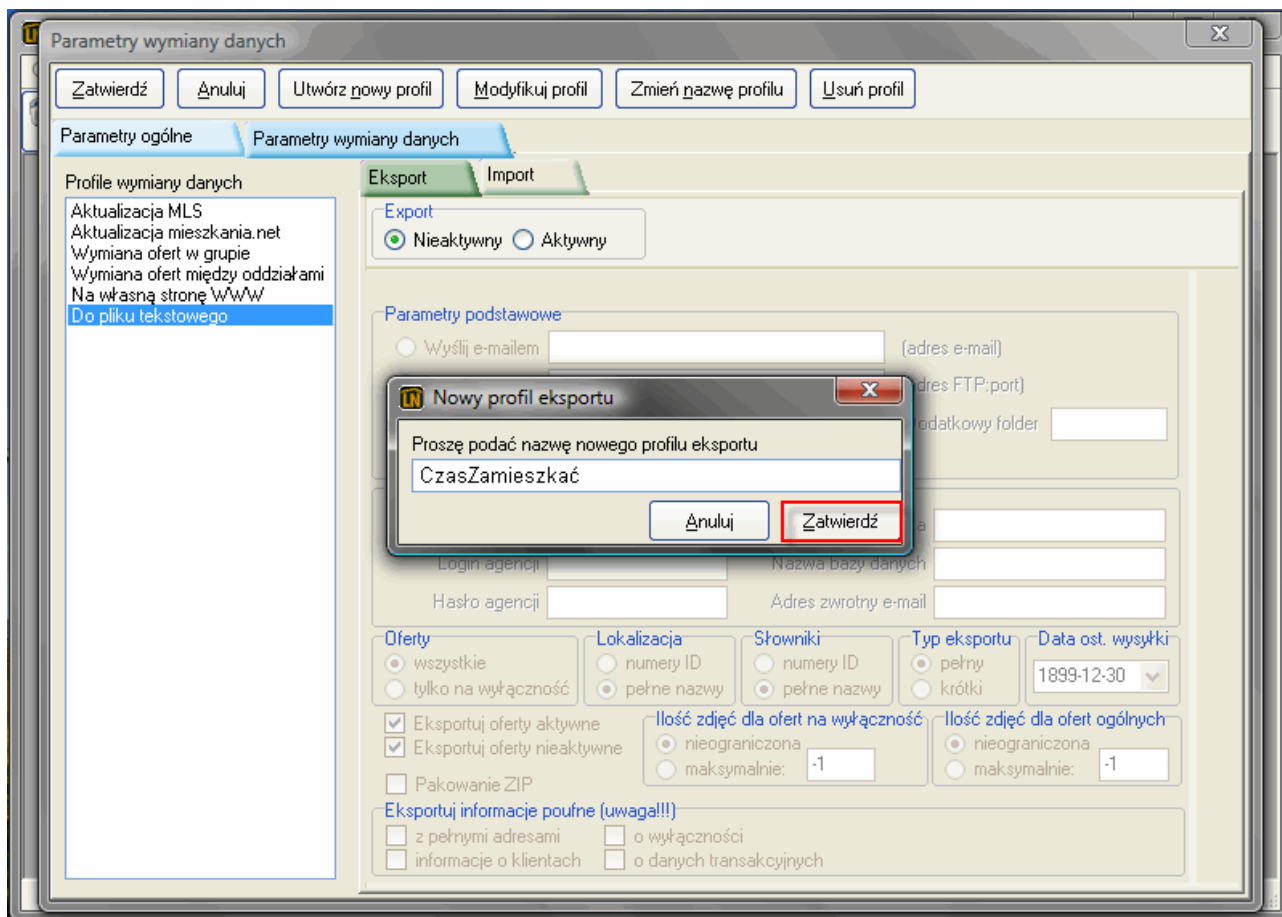 Parametry wymiany danych
Zatwierdź Anuluj Utwórz nowy profil Modyfikuj profil Zmień nazwę profilu Usuń profil
Parametry ogólne Parametry wymiany danych
Profile wymiany danych
Aktualizacja MLS
Aktualizacja mieszkania.net
Wymiana ofert w grupie
Wymiana ofert między oddziałami
Na własną stronę WWW
Do pliku tekstowego
Eksport Import
Export
Nieaktywny Aktywny
Parametry podstawowe
Wyślij e-mailem (adres e-mail)
adres FTP:port)
Dodatkowy folder
Nowy profil eksportu
Proszę podać nazwę nowego profilu eksportu
CzasZamieszkać
Anuluj Zatwierdź
Login agencji Nazwa bazy danych
Hasło agencji Adres zwrotny e-mail
Oferty Lokalizacja Słowniki Typ eksportu Data ost. wysyłki
wszystkie numery ID numery ID pełny 1899-12-30
tylko na wyłączność pełne nazwy pełne nazwy krótki
Eksportuj oferty aktywne
Eksportuj oferty nieaktywne
Pakowanie ZIP
Ilość zdjęć dla ofert na wyłączność Ilość zdjęć dla ofert ogólnych
nieograniczona nieograniczona
maksymalnie: -1 maksymalnie: -1
Eksportuj informacje poufne (uwaga!!!)
z pełnymi adresami o wyłączności
informacje o klientach o danych transakcyjnych